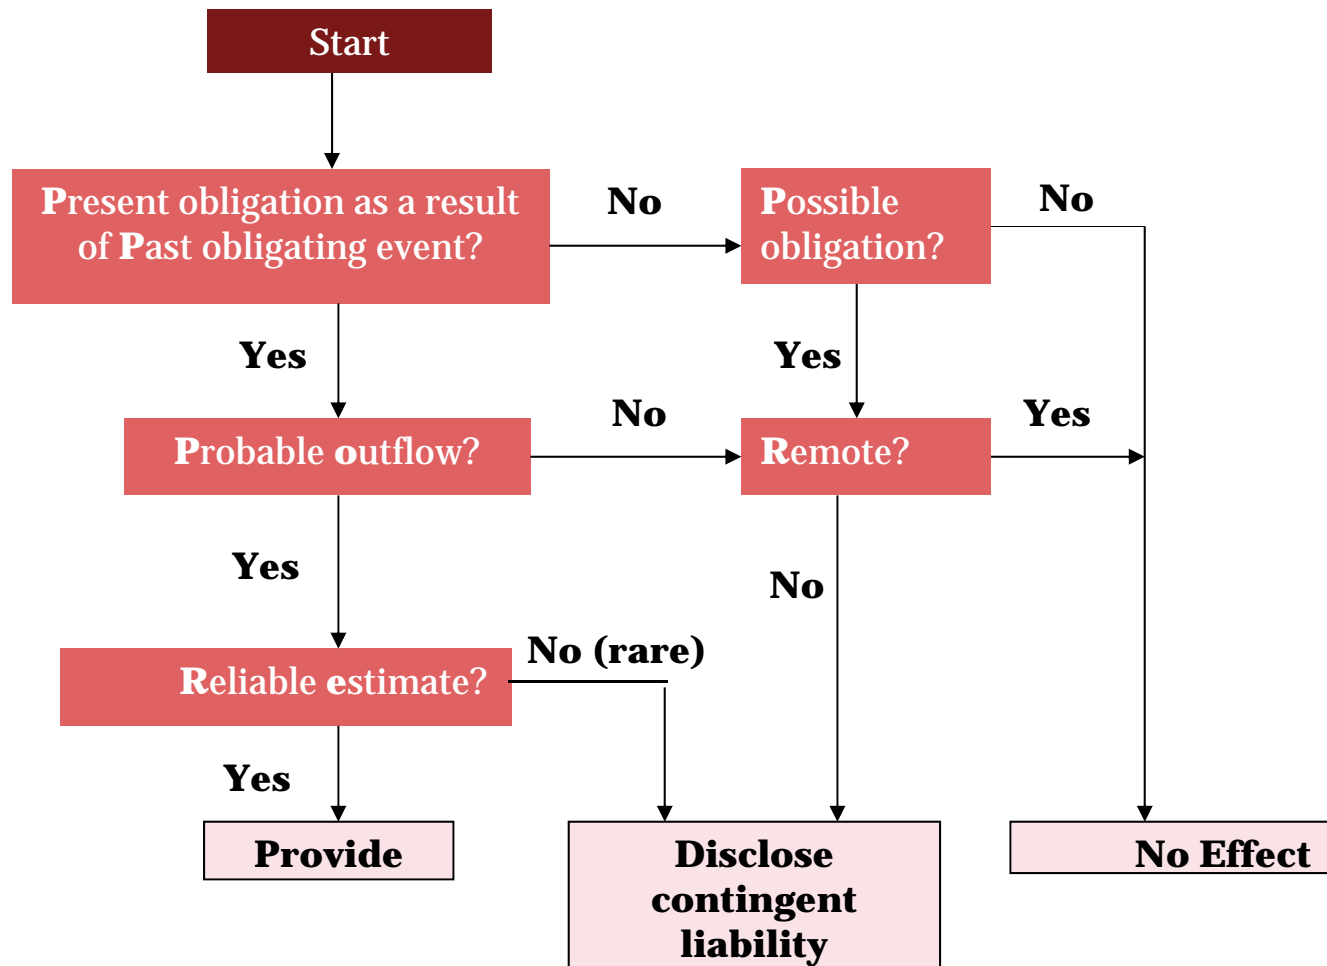 Start
Present obligation as a result
of Past obligating event?
No
Possible
obligation?
No
Yes
Yes
Probable outflow?
No
Remote?
Yes
Yes
No
Reliable estimate?
No (rare)
Yes
Provide
Disclose
contingent
liability
No Effect